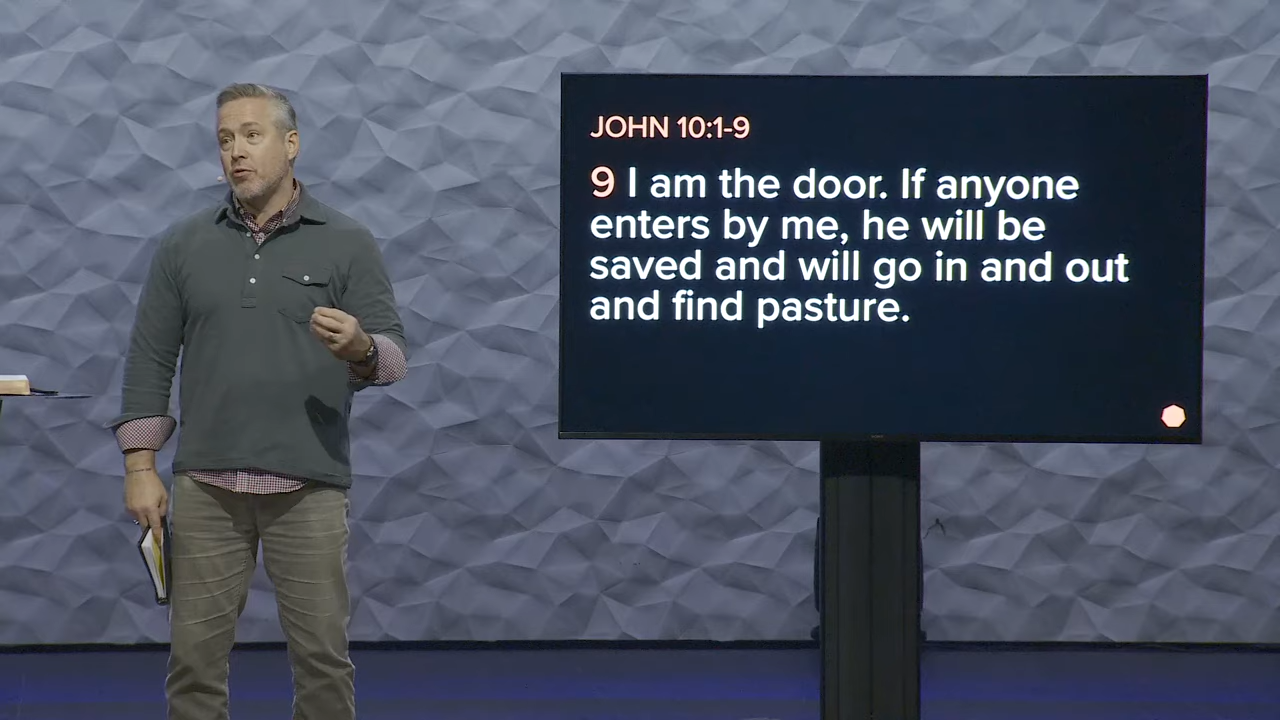 JOHN 10:1-9
9 I am the door. If anyone
enters by me, he will be
saved and will go in and out
and find pasture.